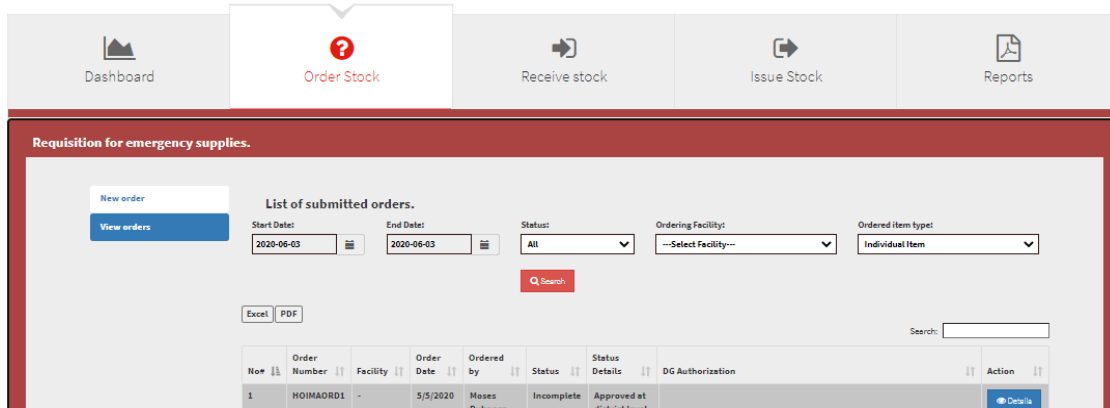 Dashboard
Order Stock
Receive stock
Issue Stock
Reports
Requisition for emergency supplies.
New order
View orders
List of submitted orders.
Start Date: End Date: Status: Ordering Facility: Ordered item type:
2020-06-03 2020-06-03 All ---Select Facility--- Individual Item
Search
Excel PDF
Search:
No# Order Number Facility Order Date Ordered by Status Status Details DG Authorization Action
1 HOIMAORD1 - 5/5/2020 Moses Incomplete Approved at Details
district level